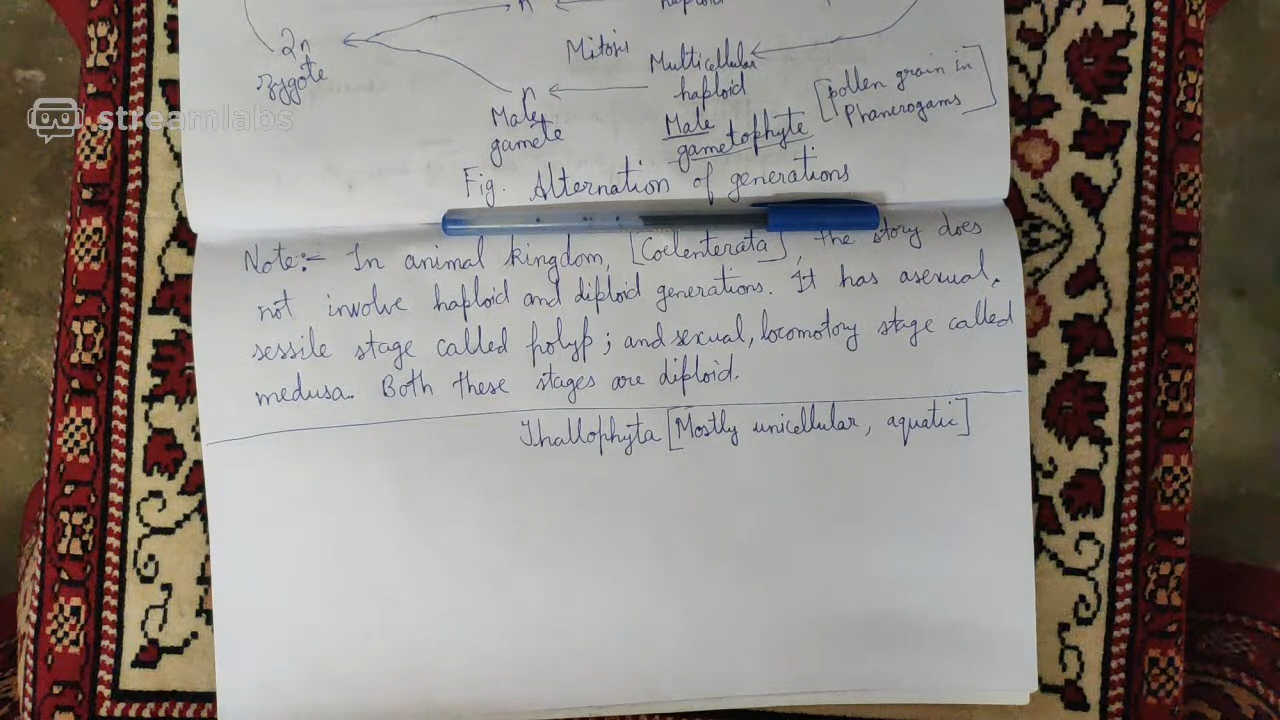 n
haploid
2n
zygote
Mitosis
Multicellular
haploid
[pollen grain in
Phanerogams]
n
Male
gamete
Male
gametophyte
streamlabs
Fig. Alternation of generations
Note:- In animal kingdom, [Coelenterata], the story does
not involve haploid and diploid generations. It has asexual,
sessile stage called polyp; and sexual, locomotory stage called
medusa. Both these stages are diploid.
Thallophyta [Mostly unicellular, aquatic]